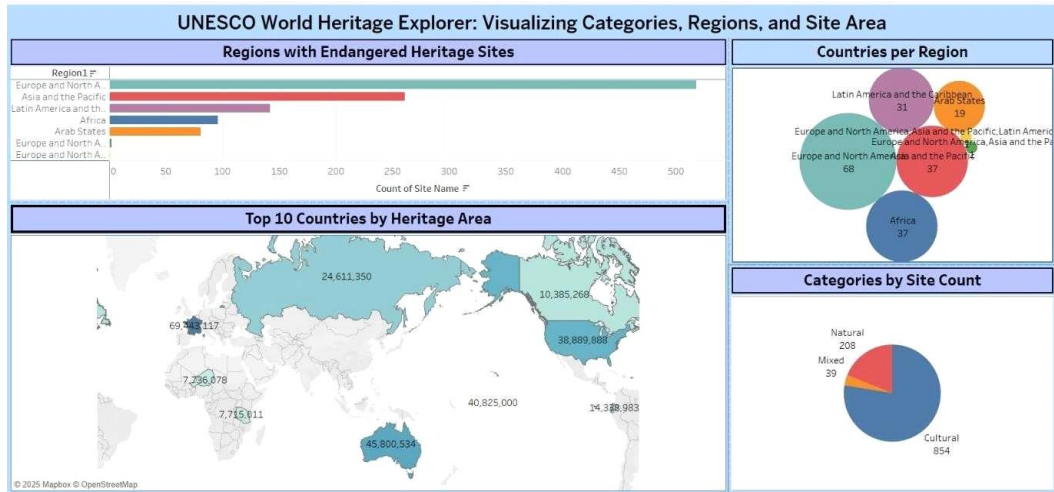 UNESCO World Heritage Explorer: Visualizing Categories, Regions, and Site Area
Regions with Endangered Heritage Sites
Region1
Europe and North A..
Asia and the Pacific
Latin America and th..
Africa
Arab States
Europe and North A..
Europe and North A..
0 50 100 150 200 250 300 350 400 450 500
Count of Site Name
Countries per Region
Latin America and the Caribbean
31
Arab States
19
Europe and North America,Asia and the Pacific,Latin Americ
Europe and North America,Asia and the Pa
Europe and North America
68
Asia and the Pacific
37
Africa
37
Top 10 Countries by Heritage Area
24,611,350
10,385,268
69,443,117
38,889,888
7,736,078
40,825,000
7,715,011
14,338,983
45,800,534
© 2025 Mapbox © OpenStreetMap
Categories by Site Count
Natural
208
Mixed
39
Cultural
854